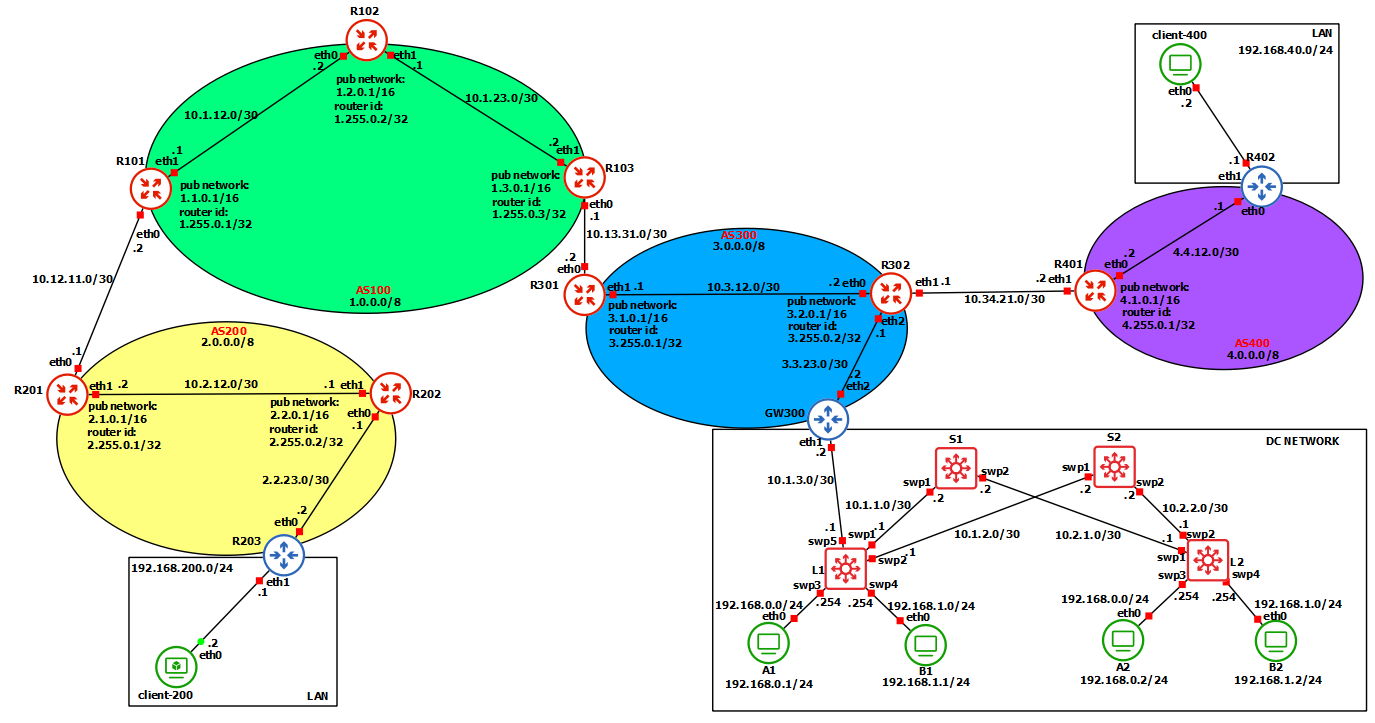 R102
eth0
.2
eth1
.1
pub network:
1.2.0.1/16
router id:
1.255.0.2/32
10.1.12.0/30
10.1.23.0/30
.1
eth1
R101
pub network:
1.1.0.1/16
router id:
1.255.0.1/32
eth0
.2
.2
eth1
R103
pub network:
1.3.0.1/16
router id:
1.255.0.3/32
eth0
.1
AS100
1.0.0.0/8
10.12.11.0/30
10.13.31.0/30
.1
eth0
R201
eth1 .2
AS200
2.0.0.0/8
10.2.12.0/30
.1 eth1
R202
pub network:
2.1.0.1/16
router id:
2.255.0.1/32
pub network:
2.2.0.1/16
router id:
2.255.0.2/32
eth0
.1
2.2.23.0/30
.2
eth0
R203
192.168.200.0/24
eth1
.1
.2
eth0
client-200
LAN
.2
eth0
R301
eth1 .1
AS300
3.0.0.0/8
10.3.12.0/30
.2 eth0
R302
eth1 .1
pub network:
3.1.0.1/16
router id:
3.255.0.1/32
pub network:
3.2.0.1/16
router id:
3.255.0.2/32
eth2
.1
3.3.23.0/30
.2
eth2
GW300
eth1
.2
10.34.21.0/30
.2 eth1
R401
eth0
.2
pub network:
4.1.0.1/16
router id:
4.255.0.1/32
AS400
4.0.0.0/8
4.4.12.0/30
.1
eth0
R402
.1
eth1
client-400
eth0
.2
LAN
192.168.40.0/24
DC NETWORK
10.1.3.0/30
.1
swp5
S1
swp1
.2
swp2
.2
S2
swp1
.2
swp2
.2
10.1.1.0/30
10.1.2.0/30
10.2.1.0/30
10.2.2.0/30
swp1
.1
swp2
.1
L1
swp3
.254
swp4
.254
.1
swp2
.1
swp1
L2
swp3
.254
swp4
.254
192.168.0.0/24
eth0
A1
192.168.0.1/24
192.168.1.0/24
eth0
B1
192.168.1.1/24
192.168.0.0/24
eth0
A2
192.168.0.2/24
192.168.1.0/24
eth0
B2
192.168.1.2/24